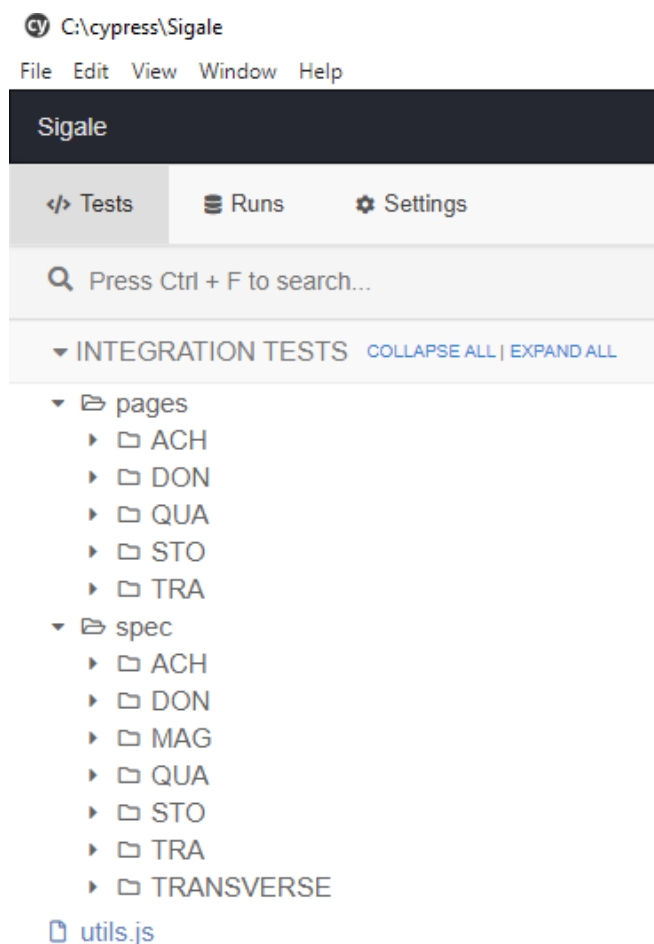 cy C:\cypress\Sigale
File Edit View Window Help
Sigale
</> Tests Runs Settings
Press Ctrl + F to search...
INTEGRATION TESTS COLLAPSE ALL | EXPAND ALL
pages
ACH
DON
QUA
STO
TRA
spec
ACH
DON
MAG
QUA
STO
TRA
TRANSVERSE
utils.js